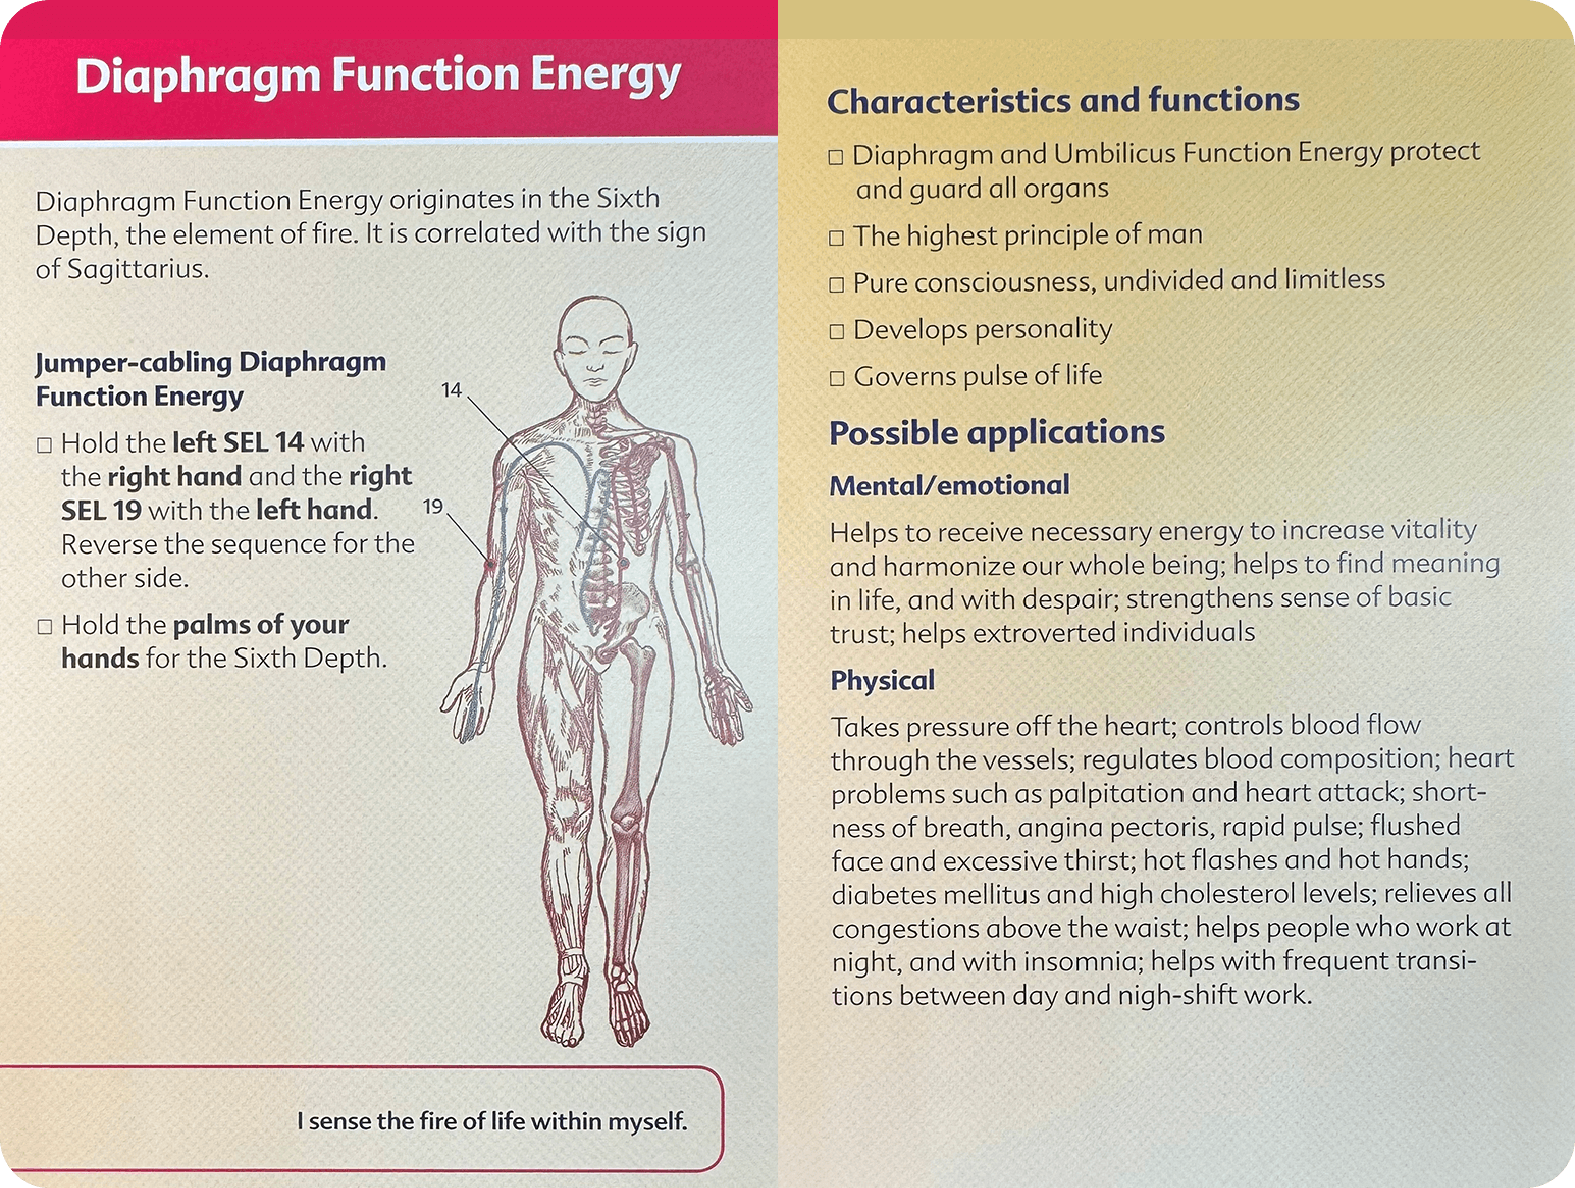 Diaphragm Function Energy
Diaphragm Function Energy originates in the Sixth
Depth, the element of fire. It is correlated with the sign
of Sagittarius.
Jumper-cabling Diaphragm
Function Energy
□ Hold the left SEL 14 with
the right hand and the right
SEL 19 with the left hand.
Reverse the sequence for the
other side.
□ Hold the palms of your
hands for the Sixth Depth.
14
19
I sense the fire of life within myself.
Characteristics and functions
□ Diaphragm and Umbilicus Function Energy protect
and guard all organs
□ The highest principle of man
□ Pure consciousness, undivided and limitless
□ Develops personality
□ Governs pulse of life
Possible applications
Mental/emotional
Helps to receive necessary energy to increase vitality
and harmonize our whole being; helps to find meaning
in life, and with despair; strengthens sense of basic
trust; helps extroverted individuals
Physical
Takes pressure off the heart; controls blood flow
through the vessels; regulates blood composition; heart
problems such as palpitation and heart attack; short-
ness of breath, angina pectoris, rapid pulse; flushed
face and excessive thirst; hot flashes and hot hands;
diabetes mellitus and high cholesterol levels; relieves all
congestions above the waist; helps people who work at
night, and with insomnia; helps with frequent transi-
tions between day and nigh-shift work.